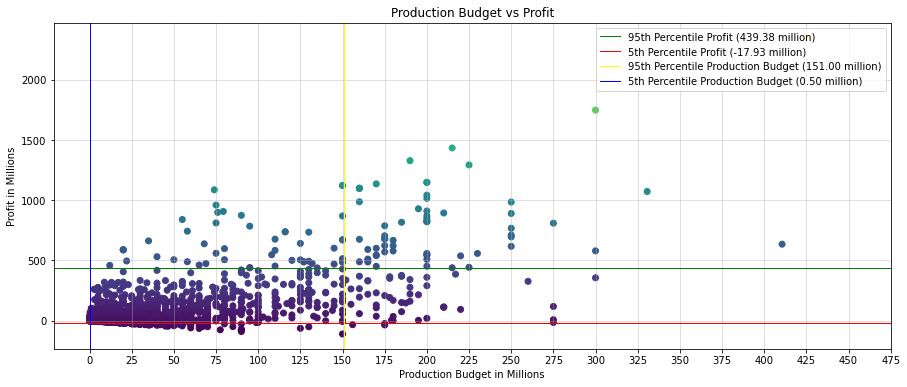 Production Budget vs Profit
95th Percentile Profit (439.38 million)
5th Percentile Profit (-17.93 million)
95th Percentile Production Budget (151.00 million)
5th Percentile Production Budget (0.50 million)
Profit in Millions
2000
1500
1000
500
0
0 25 50 75 100 125 150 175 200 225 250 275 300 325 350 375 400 425 450 475
Production Budget in Millions